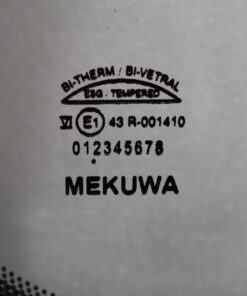 BI-THERM / BI-VETRAL
ESG / TEMPERED
VI E1 43 R-001410
012345678
MEKUWA